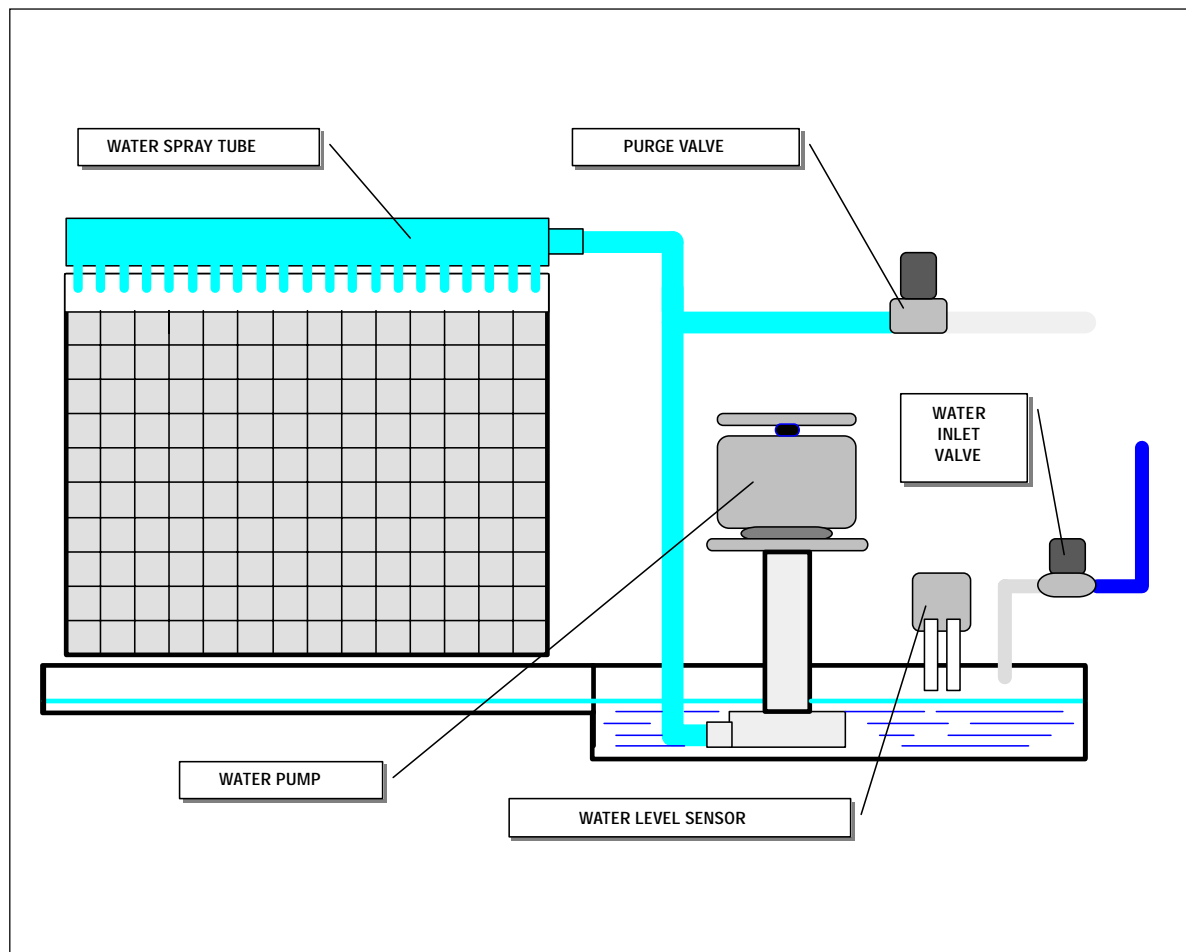 WATER SPRAY TUBE
PURGE VALVE
WATER
INLET
VALVE
WATER PUMP
WATER LEVEL SENSOR